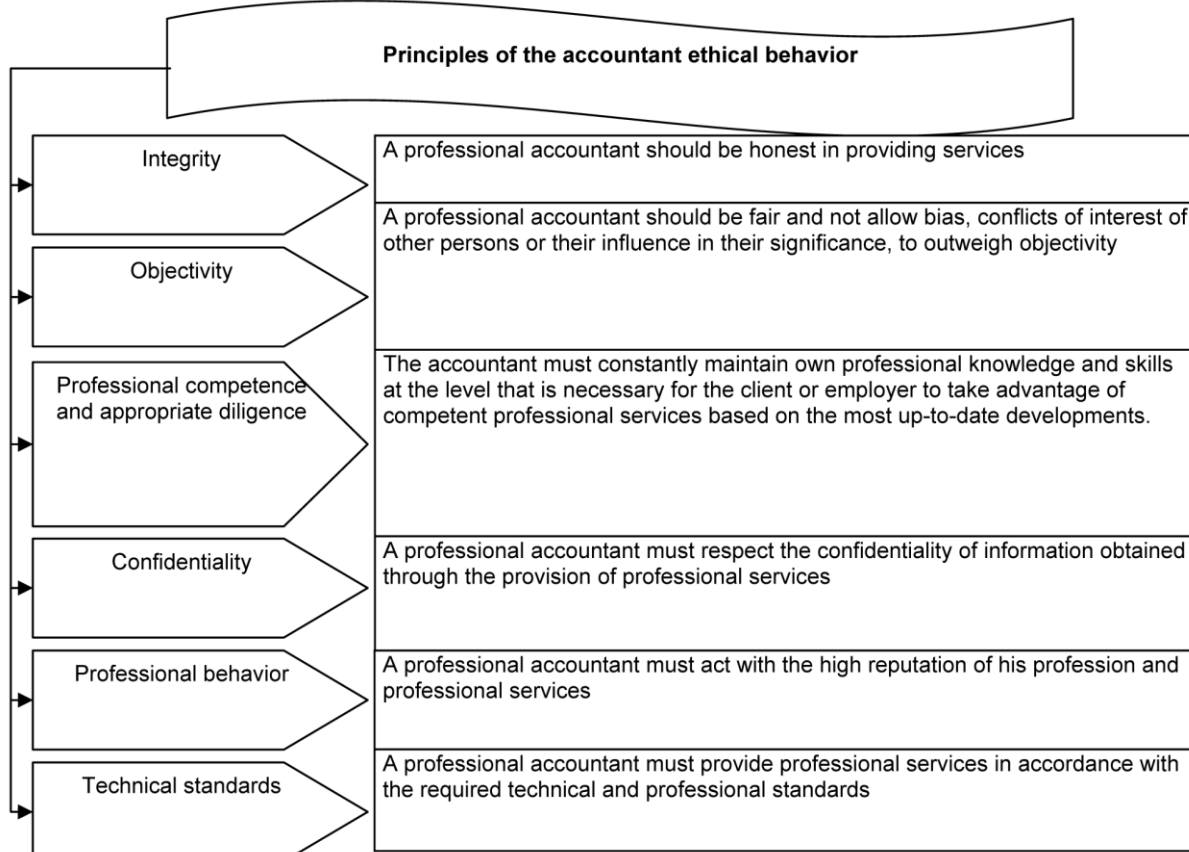 Principles of the accountant ethical behavior
Integrity
A professional accountant should be honest in providing services
Objectivity
A professional accountant should be fair and not allow bias, conflicts of interest of
other persons or their influence in their significance, to outweigh objectivity
Professional competence
and appropriate diligence
The accountant must constantly maintain own professional knowledge and skills
at the level that is necessary for the client or employer to take advantage of
competent professional services based on the most up-to-date developments.
Confidentiality
A professional accountant must respect the confidentiality of information obtained
through the provision of professional services
Professional behavior
A professional accountant must act with the high reputation of his profession and
professional services
Technical standards
A professional accountant must provide professional services in accordance with
the required technical and professional standards